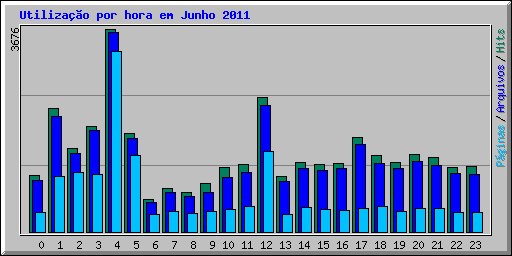 Utilização por hora em Junho 2011
3676
Páginas / Arquivos / Hits
0 1 2 3 4 5 6 7 8 9 10 11 12 13 14 15 16 17 18 19 20 21 22 23